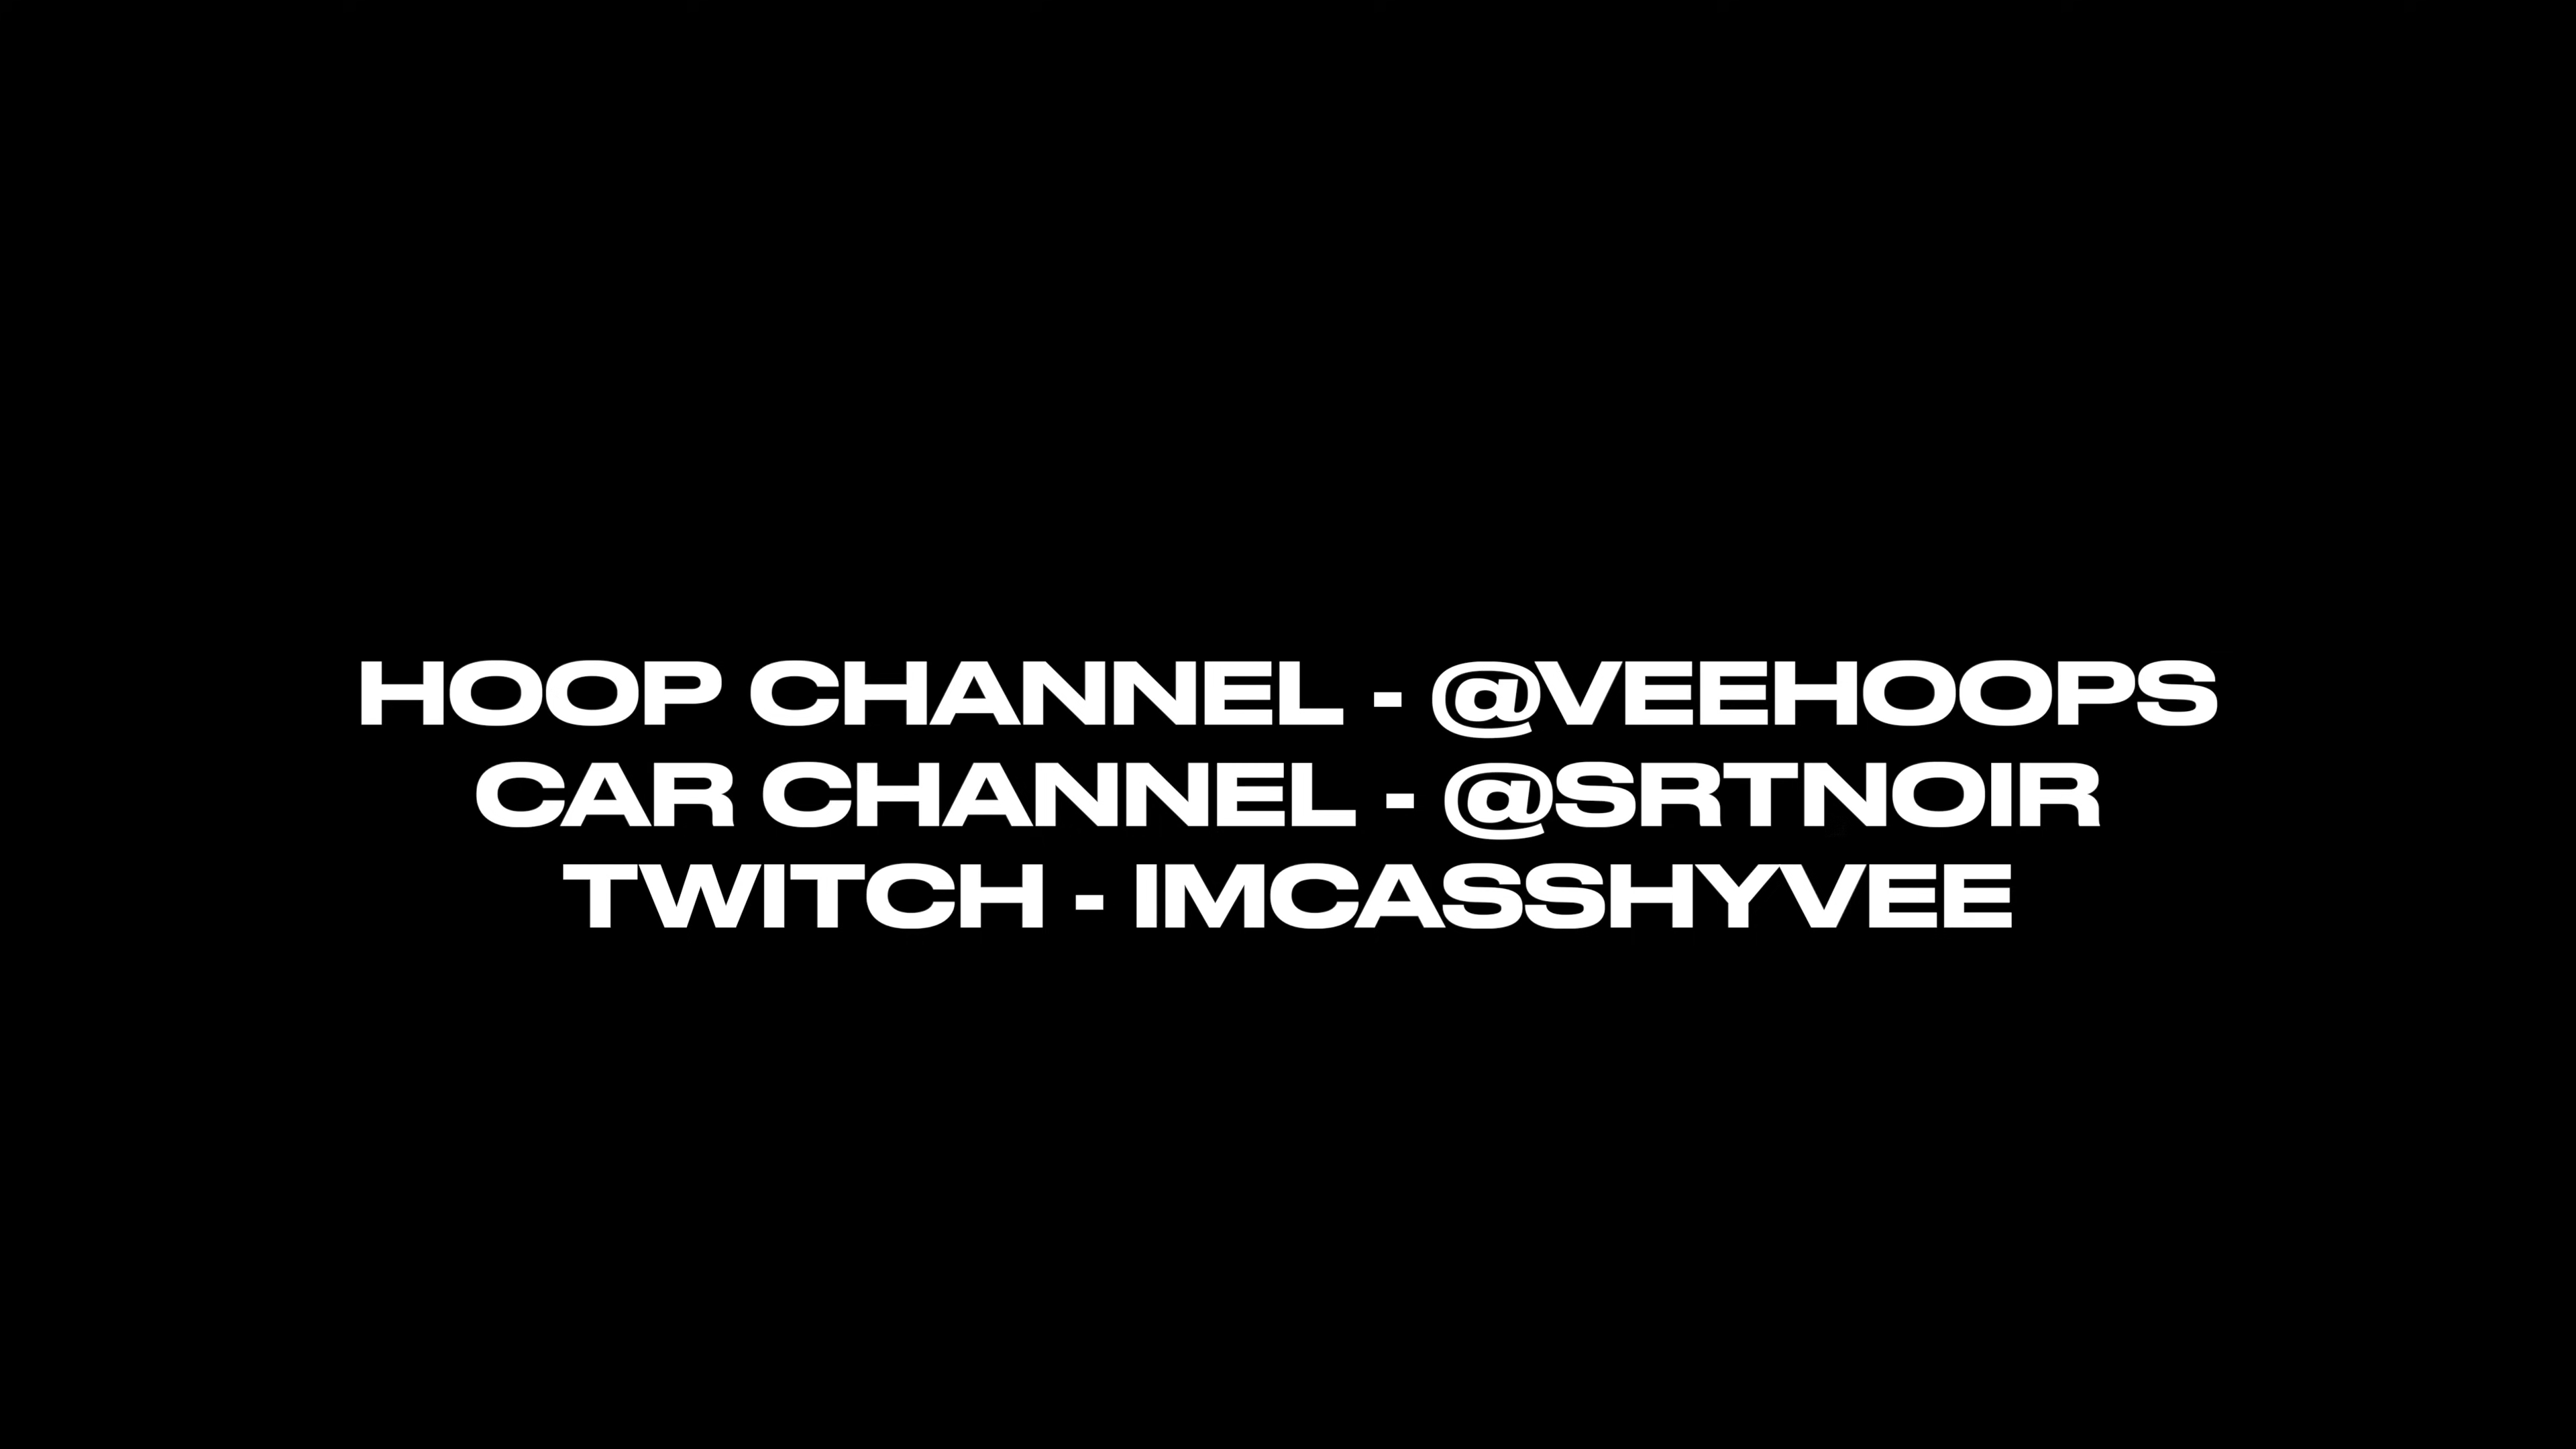 HOOP CHANNEL - @VEEHOOPS
CAR CHANNEL - @SRTNOIR
TWITCH - IMCASSHYVEE